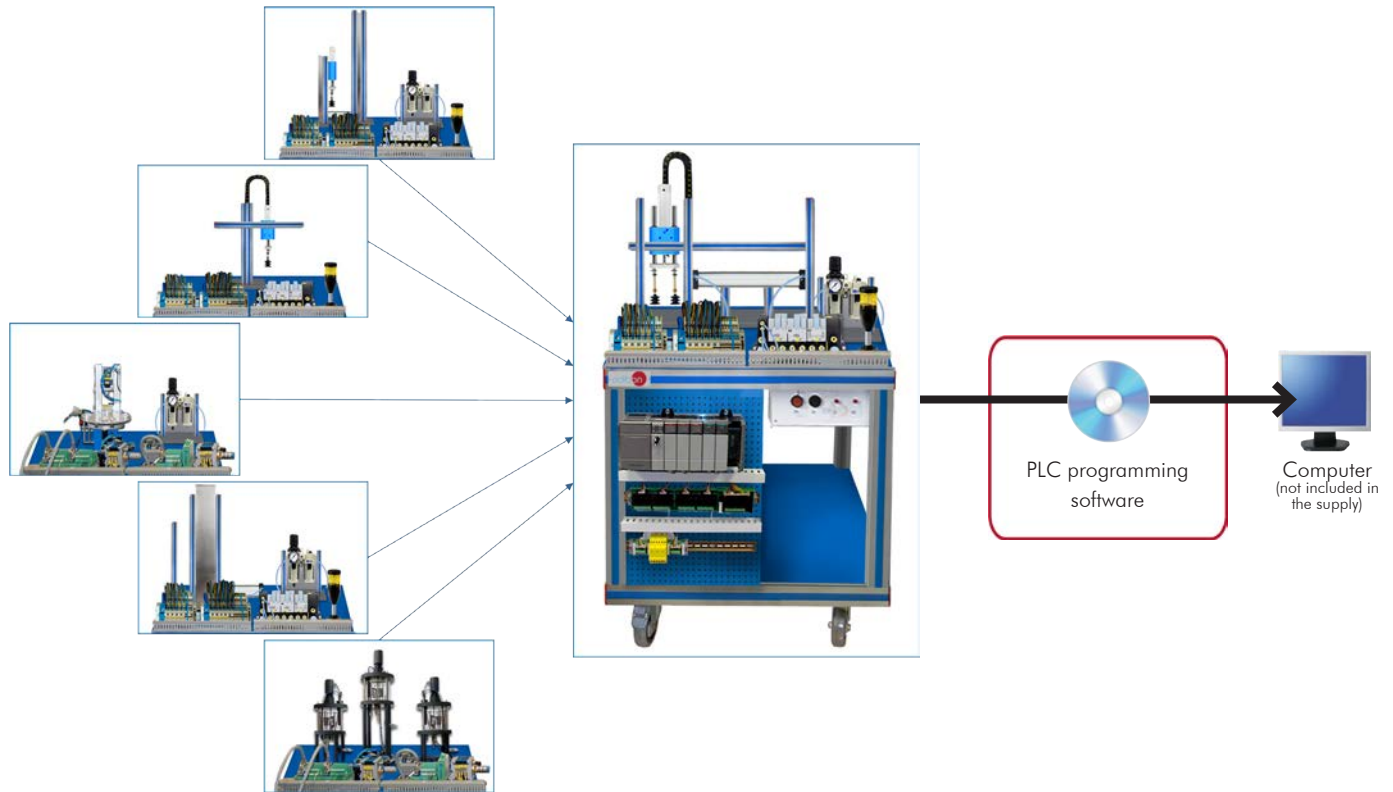 PLC programming
software
Computer
(not included in
the supply)